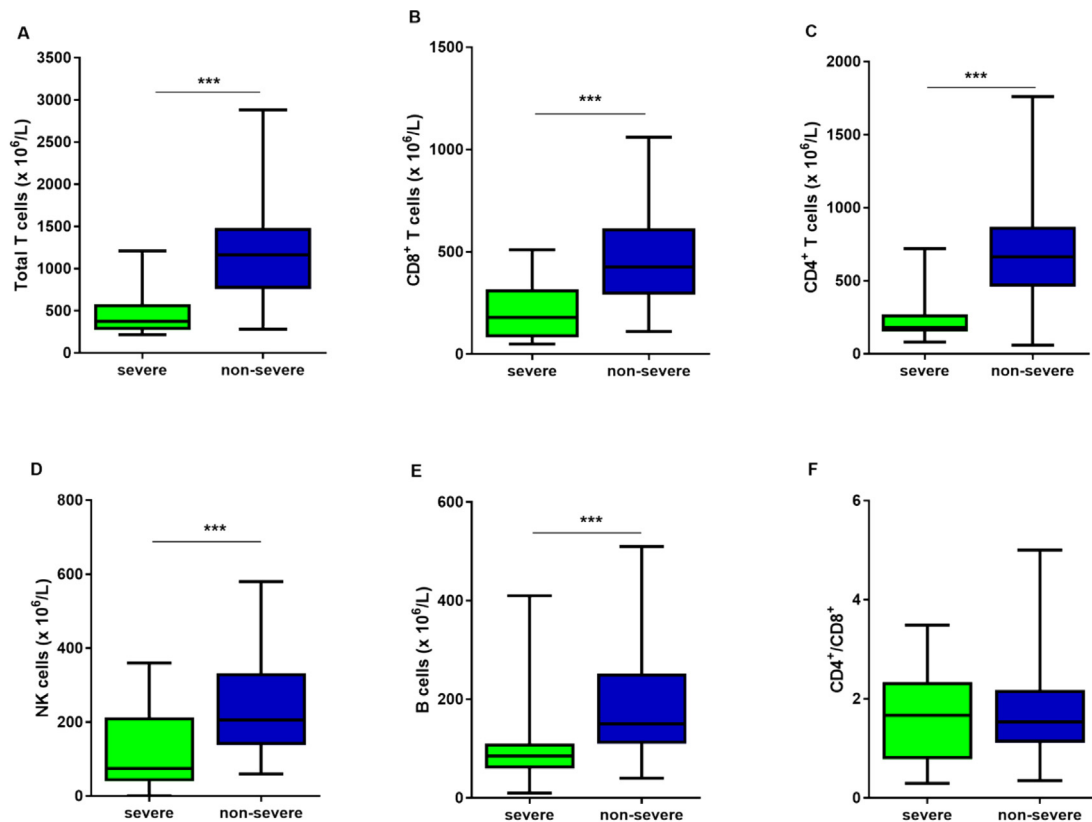 A
Total T cells (x 10⁶/L)
3500
3000
2500
2000
1500
1000
500
0
***
severe
non-severe
B
CD8⁺ T cells (x 10⁶/L)
1500
1000
500
0
***
severe
non-severe
C
CD4⁺ T cells (x 10⁶/L)
2000
1500
1000
500
0
***
severe
non-severe
D
NK cells (x 10⁶/L)
800
600
400
200
0
***
severe
non-severe
E
B cells (x 10⁶/L)
600
400
200
0
***
severe
non-severe
F
CD4⁺/CD8⁺
6
4
2
0
severe
non-severe